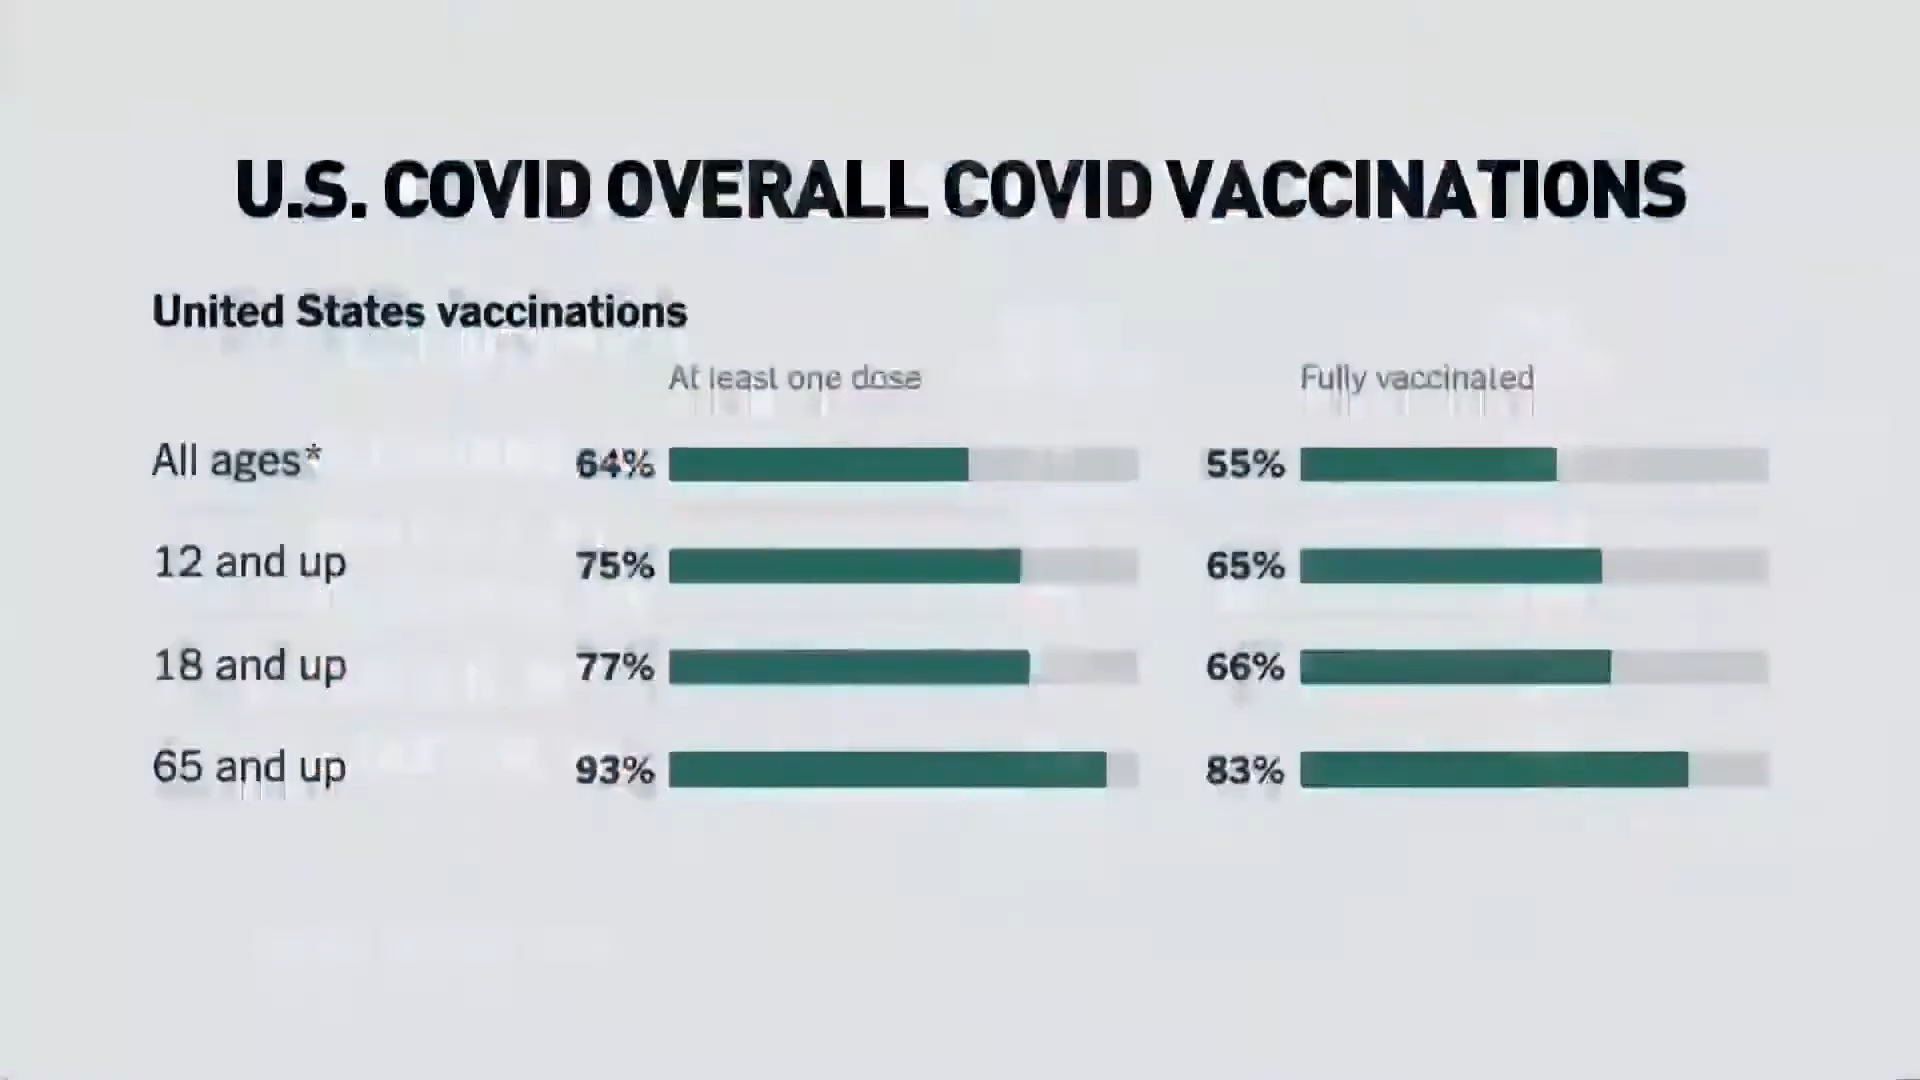 U.S. COVID OVERALL COVID VACCINATIONS
United States vaccinations
At least one dose Fully vaccinated
All ages* 64% 55%
12 and up 75% 65%
18 and up 77% 66%
65 and up 93% 83%